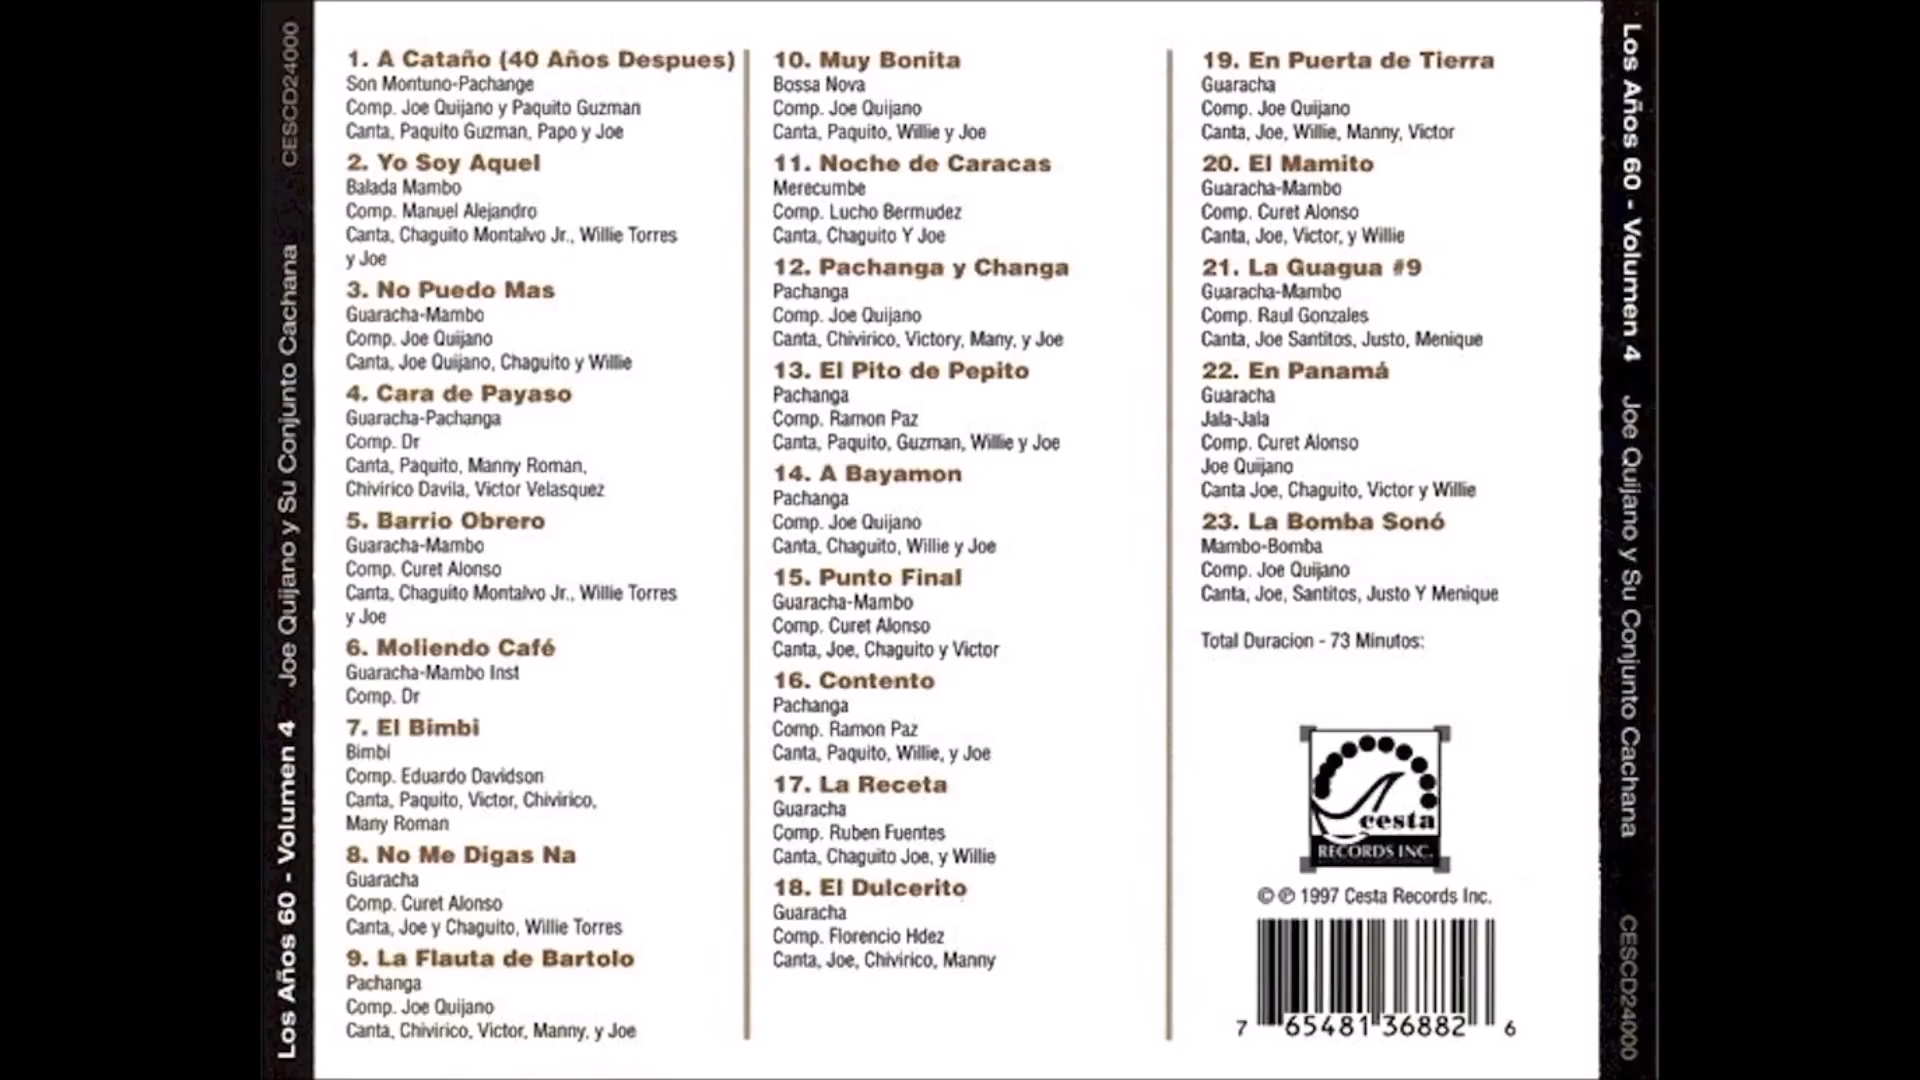 CESCD24000
Joe Quijano y Su Conjunto Cachana
Los Años 60 - Volumen 4
1. A Cataño (40 Años Despues)
Son Montuno-Pachange
Comp. Joe Quijano y Paquito Guzman
Canta, Paquito Guzman, Papo y Joe
2. Yo Soy Aquel
Balada Mambo
Comp. Manuel Alejandro
Canta, Chaguito Montalvo Jr., Willie Torres
y Joe
3. No Puedo Mas
Guaracha-Mambo
Comp. Joe Quijano
Canta, Joe Quijano, Chaguito y Willie
4. Cara de Payaso
Guaracha-Pachanga
Comp. Dr
Canta, Paquito, Manny Roman,
Chivirico Davila, Victor Velasquez
5. Barrio Obrero
Guaracha-Mambo
Comp. Curet Alonso
Canta, Chaguito Montalvo Jr., Willie Torres
y Joe
6. Moliendo Café
Guaracha-Mambo Inst
Comp. Dr
7. El Bimbi
Bimbi
Comp. Eduardo Davidson
Canta, Paquito, Victor, Chivirico,
Many Roman
8. No Me Digas Na
Guaracha
Comp. Curet Alonso
Canta, Joe y Chaguito, Willie Torres
9. La Flauta de Bartolo
Pachanga
Comp. Joe Quijano
Canta, Chivirico, Victor, Manny, y Joe
10. Muy Bonita
Bossa Nova
Comp. Joe Quijano
Canta, Paquito, Willie y Joe
11. Noche de Caracas
Merecumbe
Comp. Lucho Bermudez
Canta, Chaguito Y Joe
12. Pachanga y Changa
Pachanga
Comp. Joe Quijano
Canta, Chivirico, Victory, Many, y Joe
13. El Pito de Pepito
Pachanga
Comp. Ramon Paz
Canta, Paquito, Guzman, Willie y Joe
14. A Bayamon
Pachanga
Comp. Joe Quijano
Canta, Chaguito, Willie y Joe
15. Punto Final
Guaracha-Mambo
Comp. Curet Alonso
Canta, Joe, Chaguito y Victor
16. Contento
Pachanga
Comp. Ramon Paz
Canta, Paquito, Willie, y Joe
17. La Receta
Guaracha
Comp. Ruben Fuentes
Canta, Chaguito Joe, y Willie
18. El Dulcerito
Guaracha
Comp. Florencio Hdez
Canta, Joe, Chivirico, Manny
19. En Puerta de Tierra
Guaracha
Comp. Joe Quijano
Canta, Joe, Willie, Manny, Victor
20. El Mamito
Guaracha-Mambo
Comp. Curet Alonso
Canta, Joe, Victor, y Willie
21. La Guagua #9
Guaracha-Mambo
Comp. Raul Gonzales
Canta, Joe Santitos, Justo, Menique
22. En Panamá
Guaracha
Jala-Jala
Comp. Curet Alonso
Joe Quijano
Canta Joe, Chaguito, Victor y Willie
23. La Bomba Sonó
Mambo-Bomba
Comp. Joe Quijano
Canta, Joe, Santitos, Justo Y Menique
Total Duracion - 73 Minutos:
cesta
RECORDS INC.
© ℗ 1997 Cesta Records Inc.
7 65481 36882 6
Los Años 60 - Volumen 4
Joe Quijano y Su Conjunto Cachana
CESCD24000